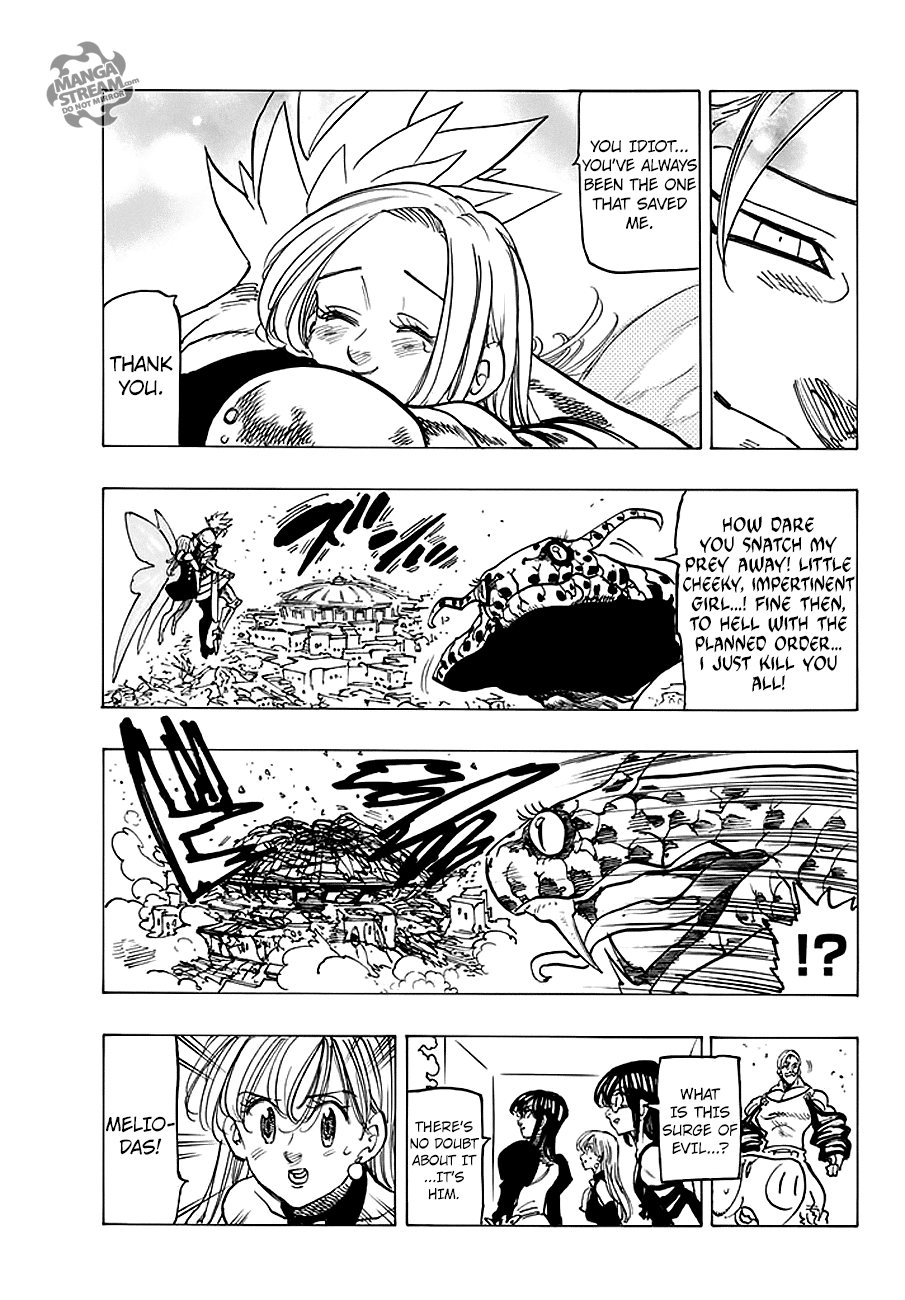 MANGA
STREAM.com
DO NOT MIRROR
YOU IDIOT...
YOU'VE ALWAYS
BEEN THE ONE
THAT SAVED
ME.
THANK
YOU.
HOW DARE
YOU SNATCH MY
PREY AWAY! LITTLE
CHEEKY, IMPERTINENT
GIRL...! FINE THEN,
TO HELL WITH THE
PLANNED ORDER...
I JUST KILL YOU
ALL!
!?
WHAT
IS THIS
SURGE OF
EVIL...?
THERE'S
NO DOUBT
ABOUT IT
...IT'S
HIM.
MELIO-
DAS!